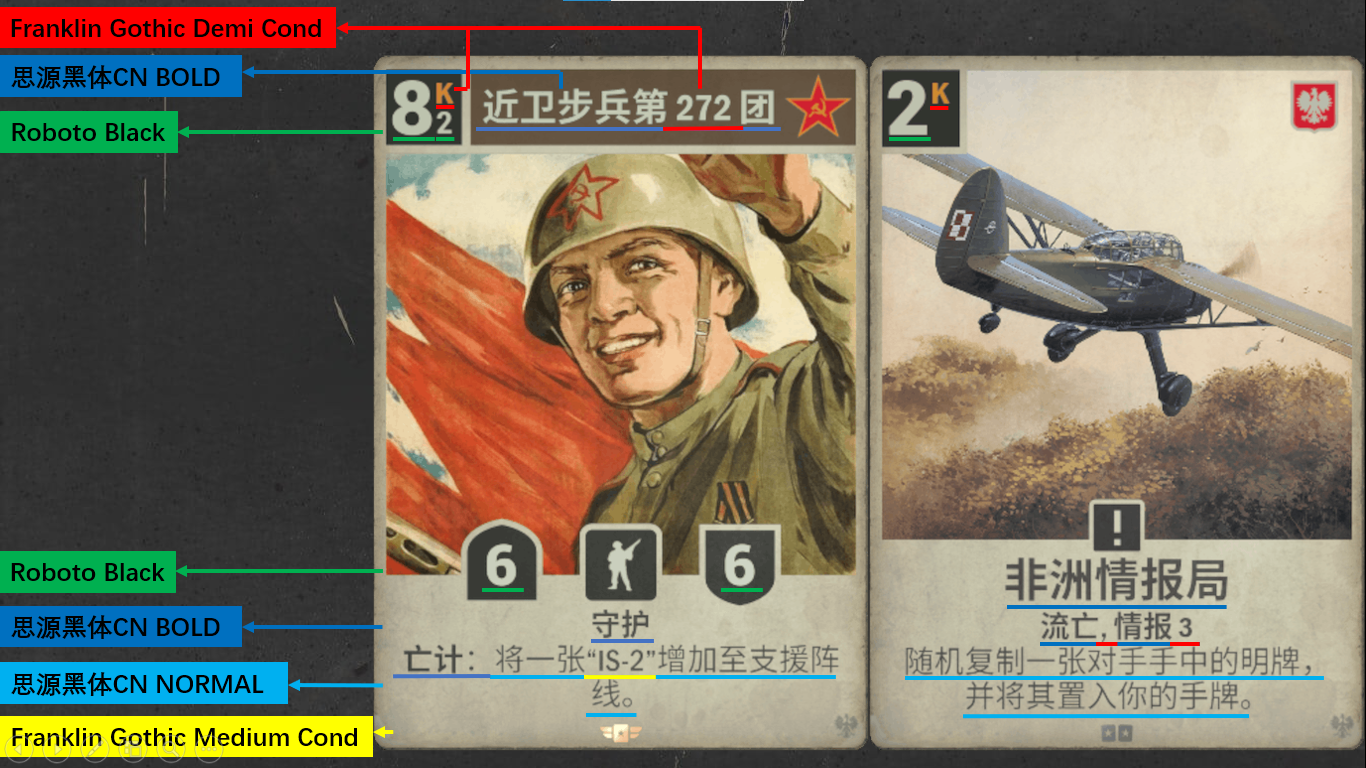 Franklin Gothic Demi Cond
思源黑体CN BOLD
Roboto Black
Roboto Black
思源黑体CN BOLD
思源黑体CN NORMAL
Franklin Gothic Medium Cond
8K
2
近卫步兵第 272 团
6
6
守护
亡计：将一张“IS-2”增加至支援阵
线。
2K
8
!
非洲情报局
流亡, 情报 3
随机复制一张对手手中的明牌，
并将其置入你的手牌。